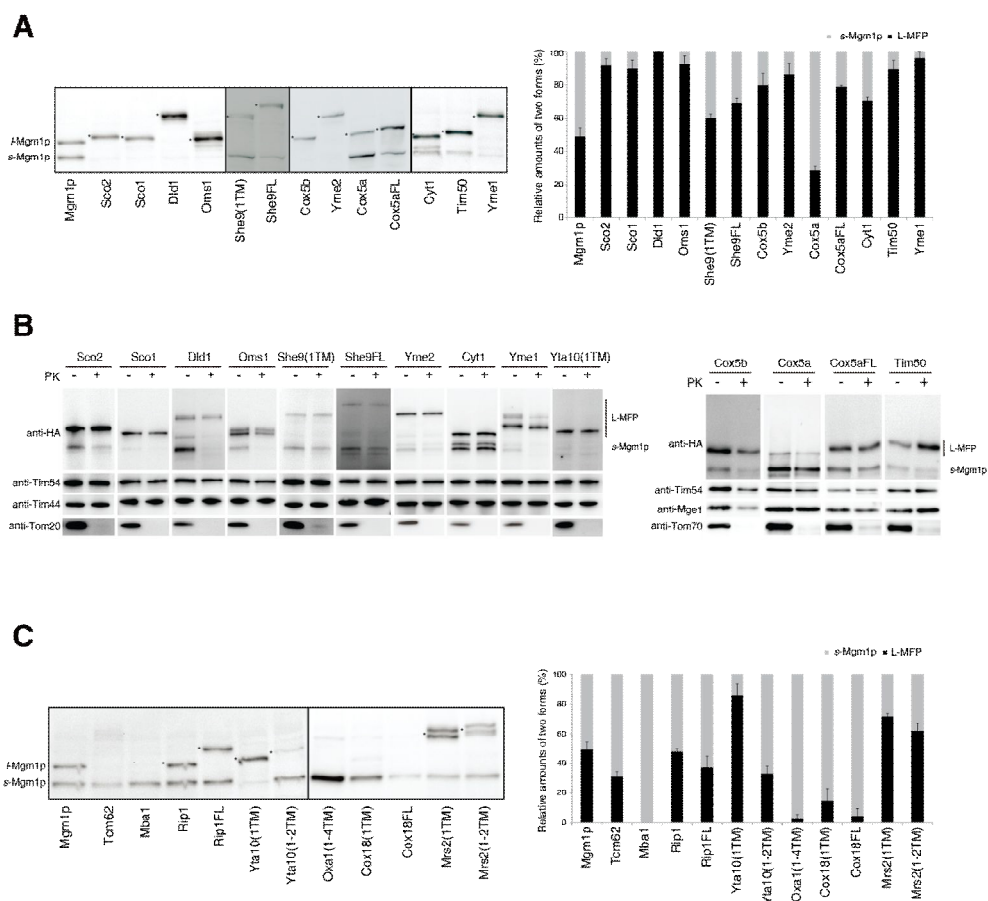 A
s-Mgm1p L-MFP
Relative amounts of two forms (%)
100
80
60
40
20
0
l-Mgm1p
s-Mgm1p
Mgm1p Sco2 Sco1 Dld1 Oms1 She9(1TM) She9FL Cox5b Yme2 Cox5a Cox5aFL Cyt1 Tim50 Yme1
Mgm1p Sco2 Sco1 Dld1 Oms1 She9(1TM) She9FL Cox5b Yme2 Cox5a Cox5aFL Cyt1 Tim50 Yme1
B
Sco2 Sco1 Dld1 Oms1 She9(1TM) She9FL Yme2 Cyt1 Yme1 Yta10(1TM)
PK - + - + - + - + - + - + - + - + - + - +
anti-HA
L-MFP
s-Mgm1p
anti-Tim54
anti-Tim44
anti-Tom20
Cox5b Cox5a Cox5aFL Tim50
PK - + - + - + - +
anti-HA
L-MFP
s-Mgm1p
anti-Tim54
anti-Mge1
anti-Tom70
C
s-Mgm1p L-MFP
Relative amounts of two forms (%)
100
80
60
40
20
0
l-Mgm1p
s-Mgm1p
Mgm1p Tcm62 Mba1 Rip1 Rip1FL Yta10(1TM) Yta10(1-2TM) Oxa1(1-4TM) Cox18(1TM) Cox18FL Mrs2(1TM) Mrs2(1-2TM)
Mgm1p Tcm62 Mba1 Rip1 Rip1FL Yta10(1TM) Yta10(1-2TM) Oxa1(1-4TM) Cox18(1TM) Cox18FL Mrs2(1TM) Mrs2(1-2TM)